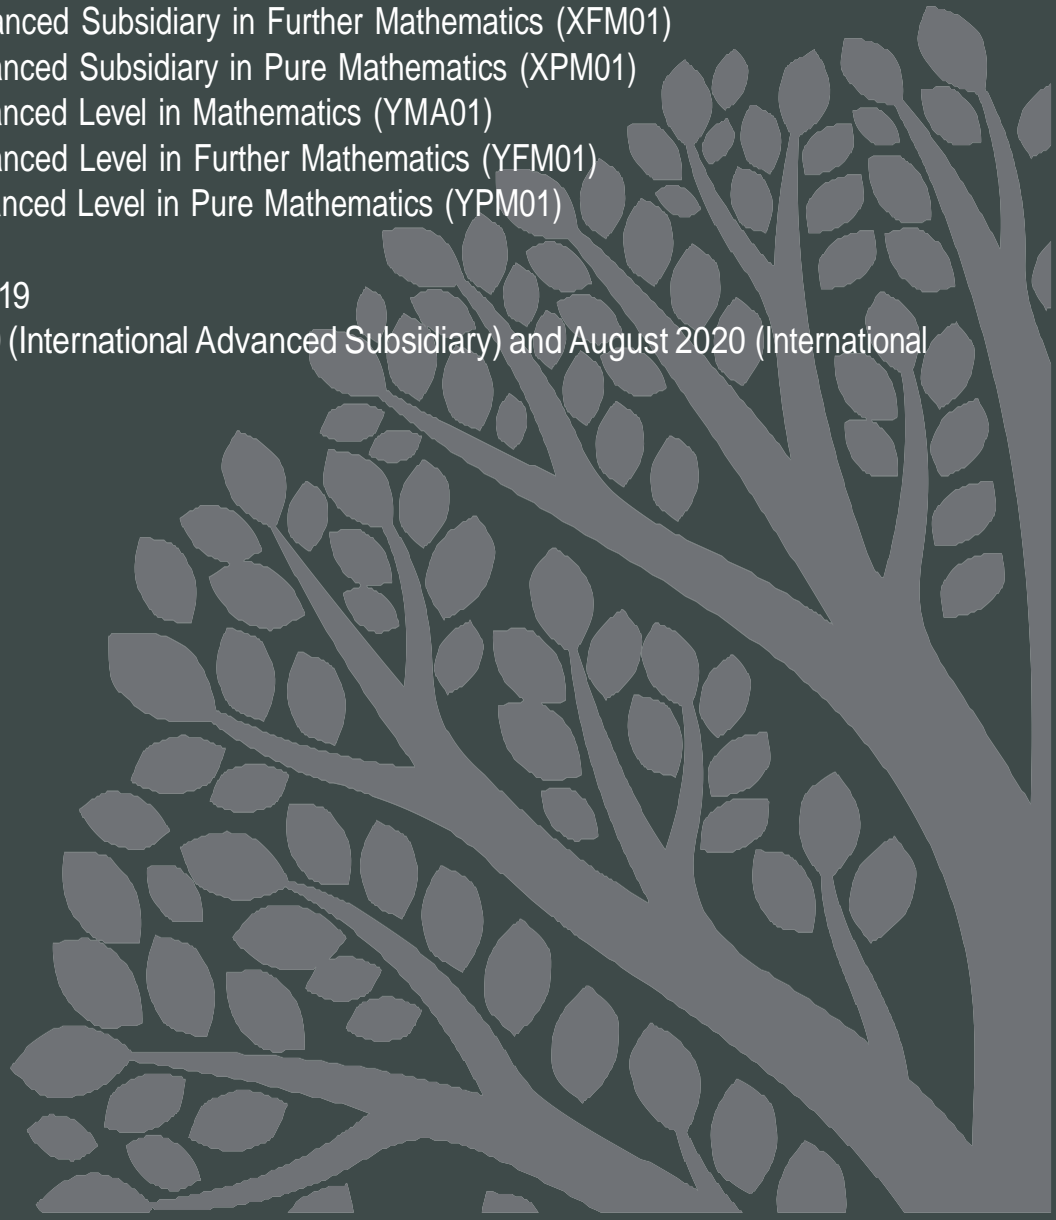 anced Subsidiary in Further Mathematics (XFM01)
anced Subsidiary in Pure Mathematics (XPM01)
anced Level in Mathematics (YMA01)
anced Level in Further Mathematics (YFM01)
anced Level in Pure Mathematics (YPM01)
19
(International Advanced Subsidiary) and August 2020 (International